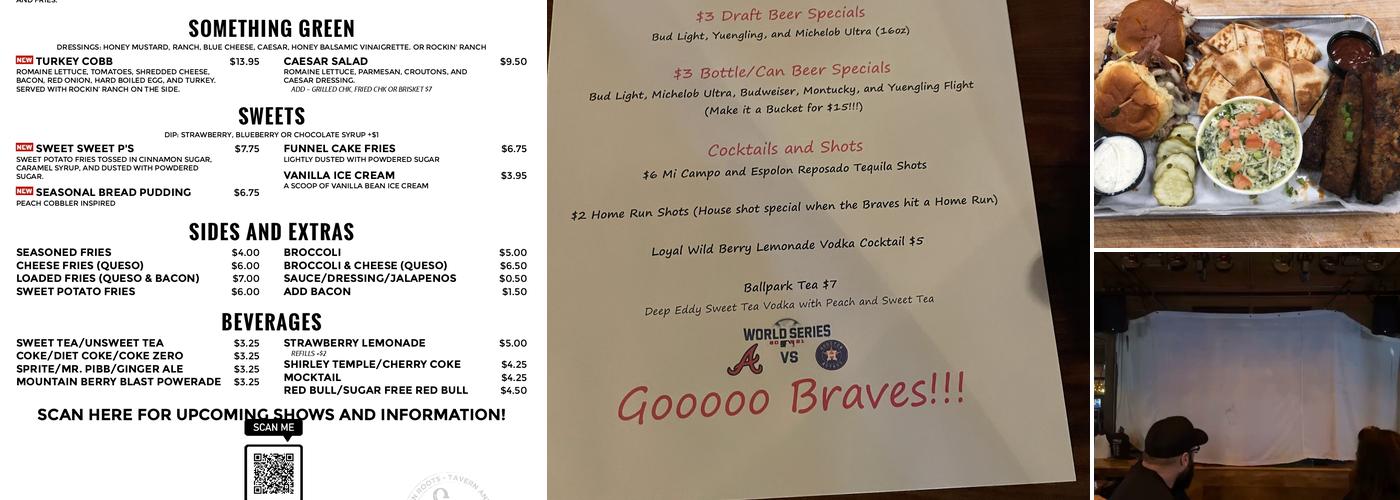 AND FRIES.
SOMETHING GREEN
DRESSINGS: HONEY MUSTARD, RANCH, BLUE CHEESE, CAESAR, HONEY BALSAMIC VINAIGRETTE. OR ROCKIN' RANCH
NEW TURKEY COBB $13.95
ROMAINE LETTUCE, TOMATOES, SHREDDED CHEESE,
BACON, RED ONION, HARD BOILED EGG, AND TURKEY.
SERVED WITH ROCKIN' RANCH ON THE SIDE.
CAESAR SALAD $9.50
ROMAINE LETTUCE, PARMESAN, CROUTONS, AND
CAESAR DRESSING.
ADD - GRILLED CHK, FRIED CHK OR BRISKET $7
SWEETS
DIP: STRAWBERRY, BLUEBERRY OR CHOCOLATE SYRUP +$1
NEW SWEET SWEET P'S $7.75
SWEET POTATO FRIES TOSSED IN CINNAMON SUGAR,
CARAMEL SYRUP, AND DUSTED WITH POWDERED
SUGAR.
NEW SEASONAL BREAD PUDDING $6.75
PEACH COBBLER INSPIRED
FUNNEL CAKE FRIES $6.75
LIGHTLY DUSTED WITH POWDERED SUGAR
VANILLA ICE CREAM $3.95
A SCOOP OF VANILLA BEAN ICE CREAM
SIDES AND EXTRAS
SEASONED FRIES $4.00
CHEESE FRIES (QUESO) $6.00
LOADED FRIES (QUESO & BACON) $7.00
SWEET POTATO FRIES $6.00
BROCCOLI $5.00
BROCCOLI & CHEESE (QUESO) $6.50
SAUCE/DRESSING/JALAPENOS $0.50
ADD BACON $1.50
BEVERAGES
SWEET TEA/UNSWEET TEA $3.25
COKE/DIET COKE/COKE ZERO $3.25
SPRITE/MR. PIBB/GINGER ALE $3.25
MOUNTAIN BERRY BLAST POWERADE $3.25
STRAWBERRY LEMONADE $5.00
REFILLS +$2
SHIRLEY TEMPLE/CHERRY COKE $4.25
MOCKTAIL $4.25
RED BULL/SUGAR FREE RED BULL $4.50
SCAN HERE FOR UPCOMING SHOWS AND INFORMATION!
SCAN ME
ROOTS - TAVERN
$3 Draft Beer Specials
Bud Light, Yuengling, and Michelob Ultra (16oz)
$3 Bottle/Can Beer Specials
Bud Light, Michelob Ultra, Budweiser, Montucky, and Yuengling Flight
(Make it a Bucket for $15!!!)
Cocktails and Shots
$6 Mi Campo and Espolon Reposado Tequila Shots
$2 Home Run Shots (House shot special when the Braves hit a Home Run)
Loyal Wild Berry Lemonade Vodka Cocktail $5
Ballpark Tea $7
Deep Eddy Sweet Tea Vodka with Peach and Sweet Tea
WORLD SERIES
VS
Gooooo Braves!!!